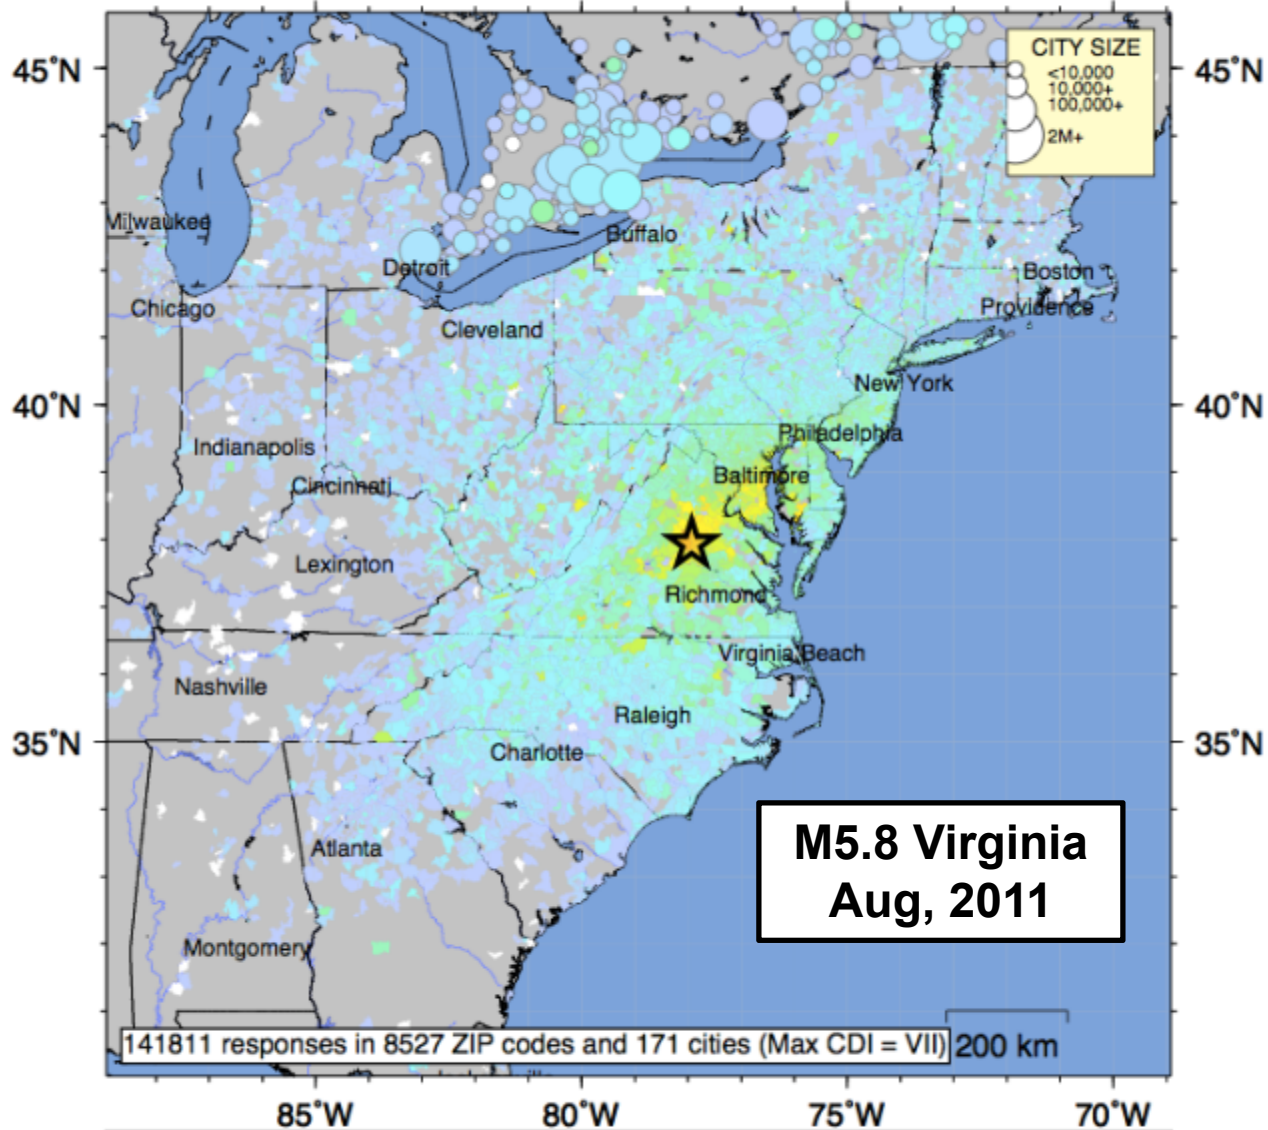 45°N
45°N
CITY SIZE
<10,000
10,000+
100,000+
2M+
Milwaukee
Buffalo
Detroit
Boston
Chicago
Providence
Cleveland
New York
40°N
40°N
Philadelphia
Indianapolis
Baltimore
Cincinnati
Lexington
Richmond
Virginia Beach
Nashville
Raleigh
35°N
35°N
Charlotte
M5.8 Virginia
Aug, 2011
Atlanta
Montgomery
141811 responses in 8527 ZIP codes and 171 cities (Max CDI = VII)
200 km
85°W
80°W
75°W
70°W